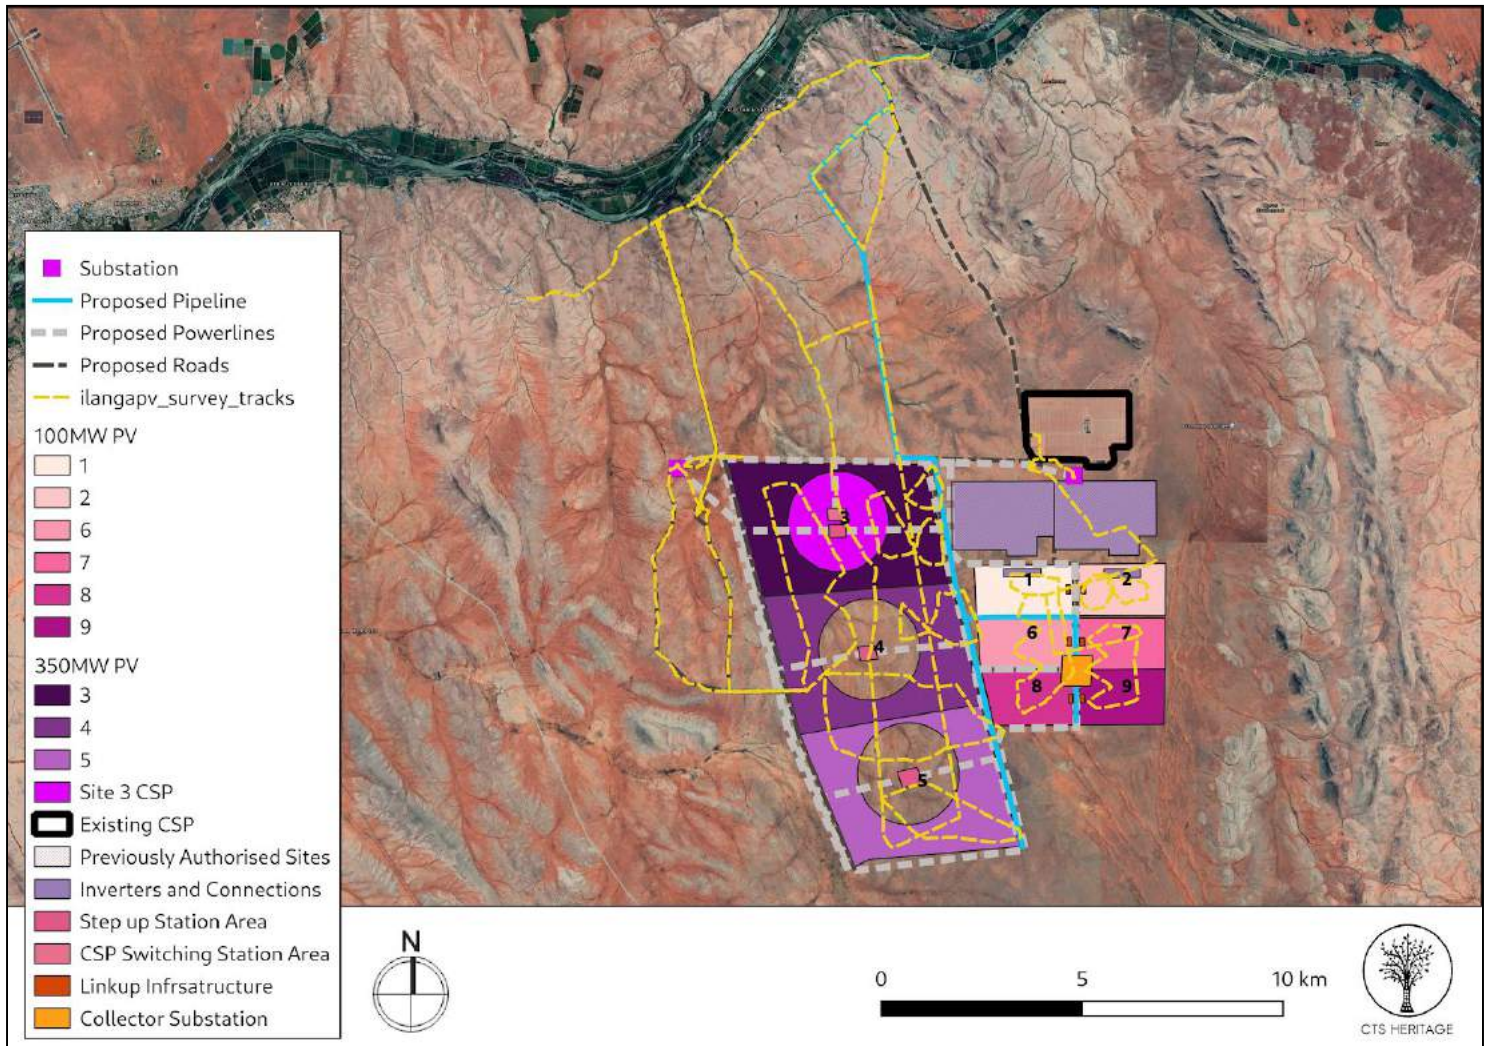 Substation
Proposed Pipeline
Proposed Powerlines
Proposed Roads
ilangapv_survey_tracks
100MW PV
1
2
6
7
8
9
350MW PV
3
4
5
Site 3 CSP
Existing CSP
Previously Authorised Sites
Inverters and Connections
Step up Station Area
CSP Switching Station Area
Linkup Infrsatructure
Collector Substation
3
1
2
4
6
7
8
9
5
N
0 5 10 km
CTS HERITAGE